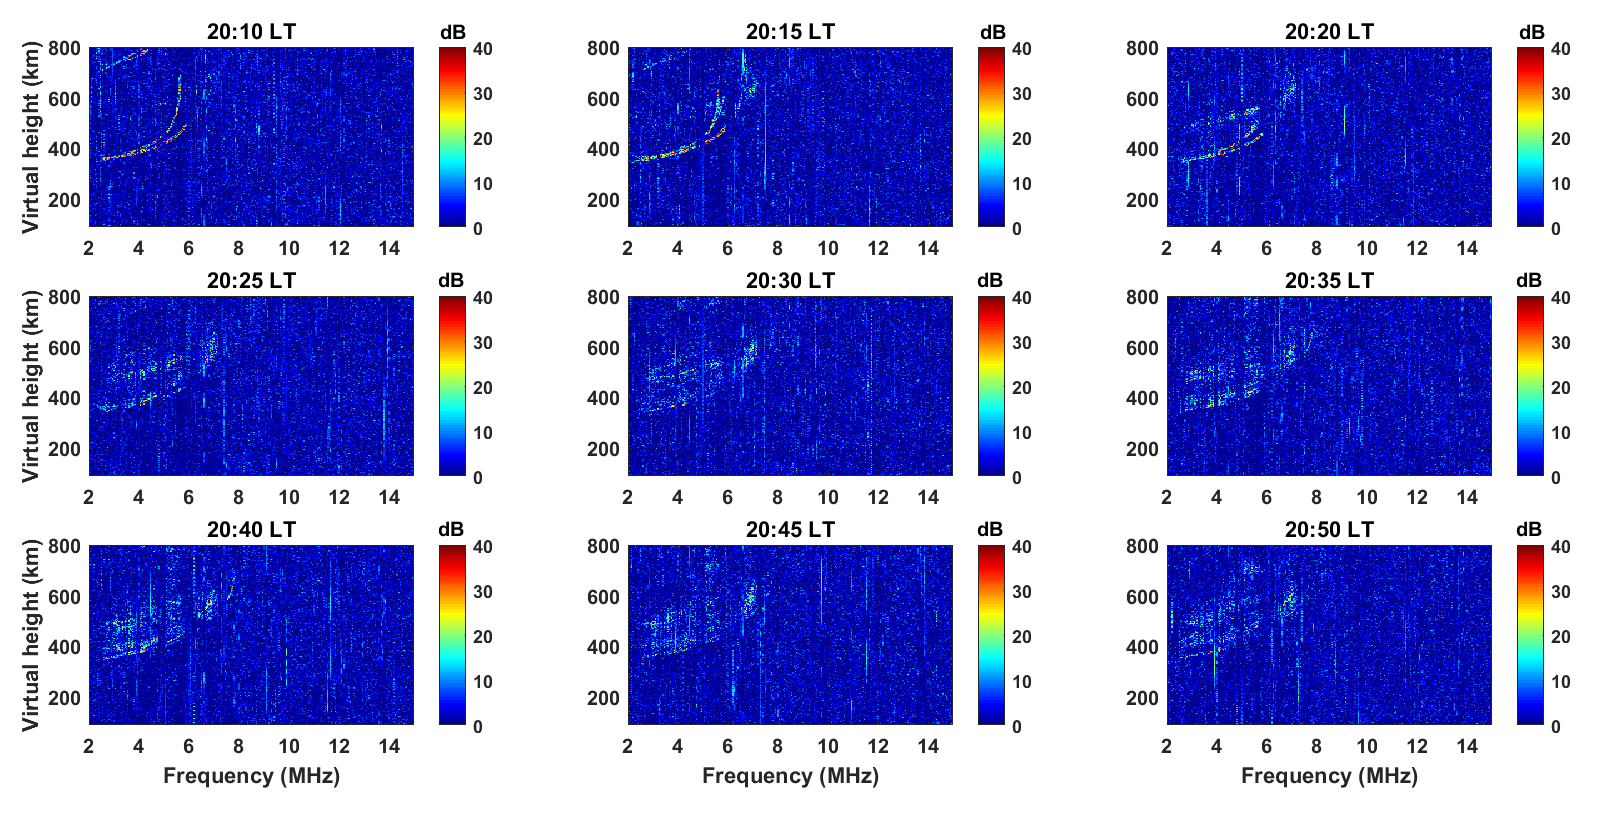 20:10 LT dB 20:15 LT dB 20:20 LT dB
Virtual height (km)
800 600 400 200
40 30 20 10 0
800 600 400 200
40 30 20 10 0
800 600 400 200
40 30 20 10 0
2 4 6 8 10 12 14
2 4 6 8 10 12 14
2 4 6 8 10 12 14
20:25 LT dB 20:30 LT dB 20:35 LT dB
Virtual height (km)
800 600 400 200
40 30 20 10 0
800 600 400 200
40 30 20 10 0
800 600 400 200
40 30 20 10 0
2 4 6 8 10 12 14
2 4 6 8 10 12 14
2 4 6 8 10 12 14
20:40 LT dB 20:45 LT dB 20:50 LT dB
Virtual height (km)
800 600 400 200
40 30 20 10 0
800 600 400 200
40 30 20 10 0
800 600 400 200
40 30 20 10 0
2 4 6 8 10 12 14
2 4 6 8 10 12 14
2 4 6 8 10 12 14
Frequency (MHz) Frequency (MHz) Frequency (MHz)